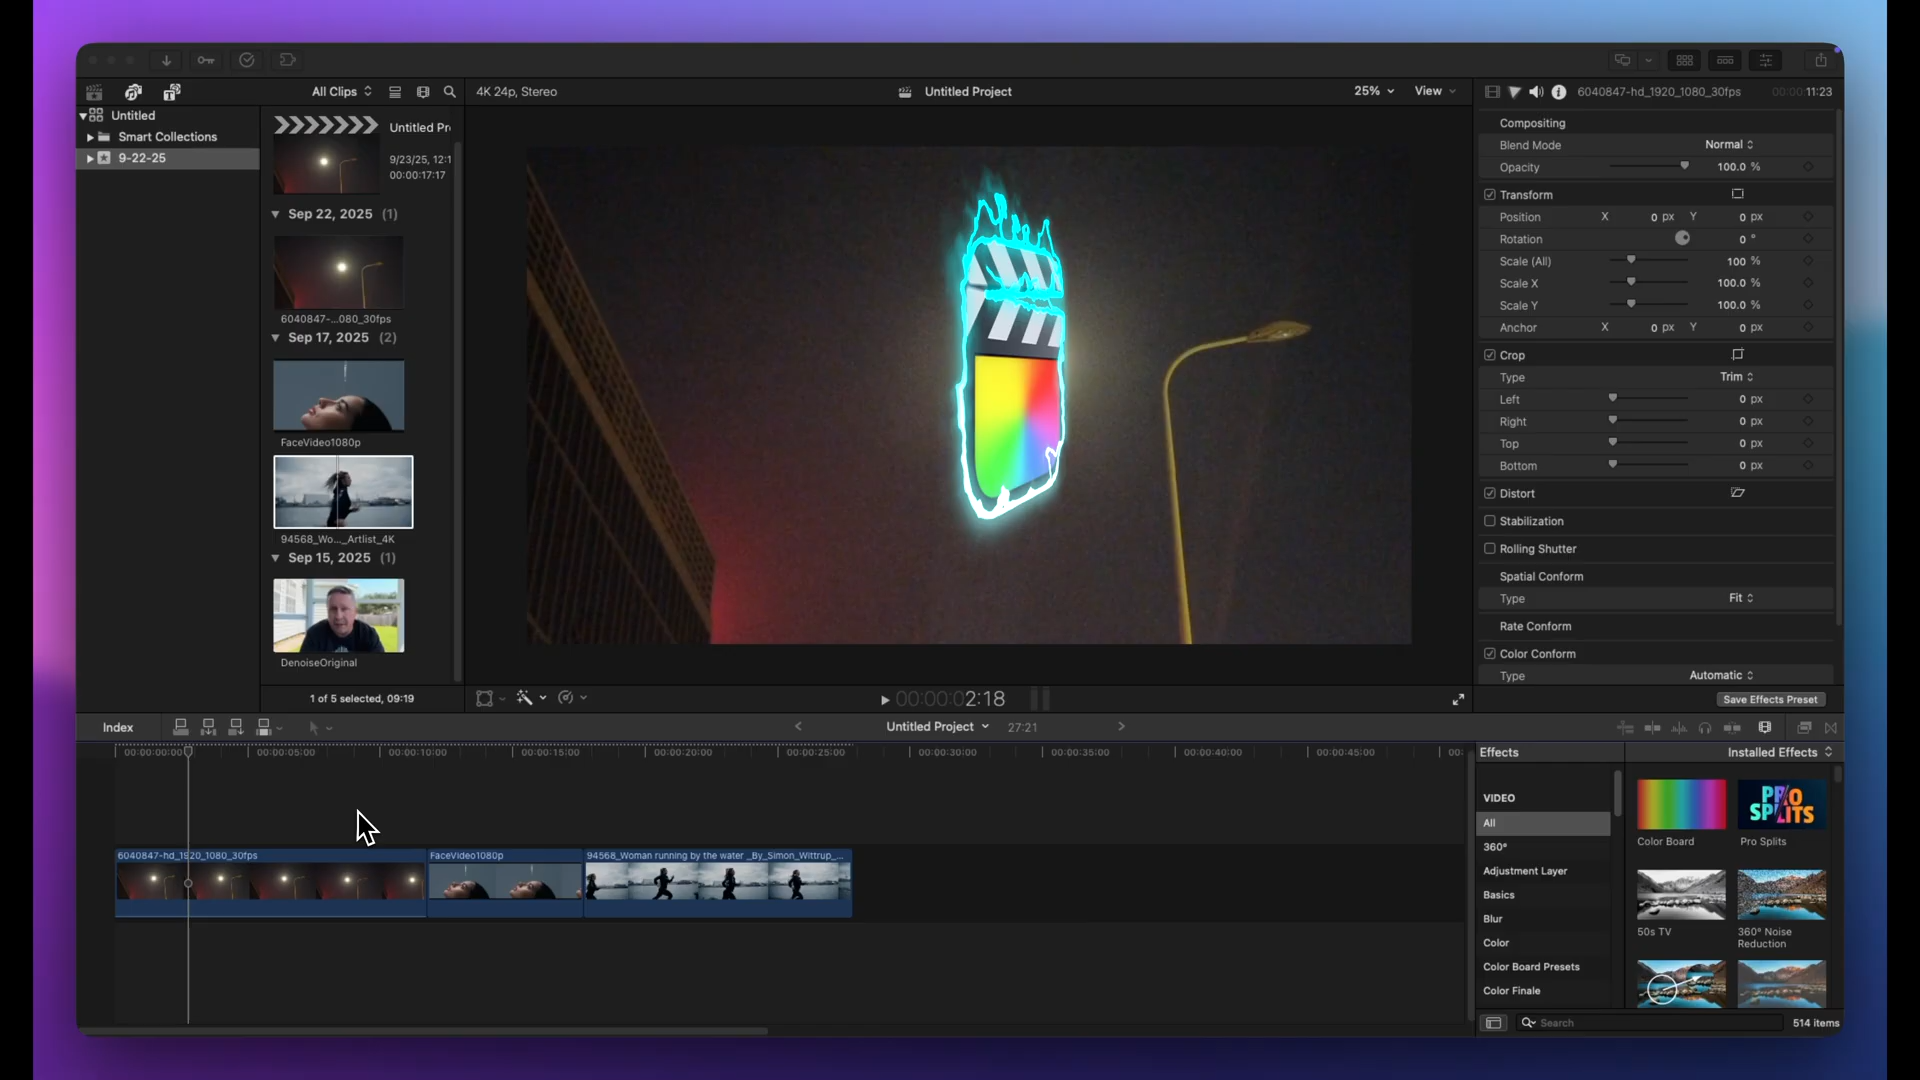 All Clips
4K 24p, Stereo
Untitled Project
25%
View
6040847-hd_1920_1080_30fps
00:00:11:23
Untitled
Smart Collections
9-22-25
Untitled Pr
9/23/25, 12:1
00:00:17:17
Sep 22, 2025 (1)
6040847-...080_30fps
Sep 17, 2025 (2)
FaceVideo1080p
94568_Wo..._Artlist_4K
Sep 15, 2025 (1)
DenoiseOriginal
1 of 5 selected, 09:19
00:00:02:18
Compositing
Blend Mode Normal
Opacity 100.0 %
Transform
Position X 0 px Y 0 px
Rotation 0 °
Scale (All) 100 %
Scale X 100.0 %
Scale Y 100.0 %
Anchor X 0 px Y 0 px
Crop
Type Trim
Left 0 px
Right 0 px
Top 0 px
Bottom 0 px
Distort
Stabilization
Rolling Shutter
Spatial Conform
Type Fit
Rate Conform
Color Conform
Type Automatic
Save Effects Preset
Index
Untitled Project
27:21
00:00:00:00 00:00:05:00 00:00:10:00 00:00:15:00 00:00:20:00 00:00:25:00 00:00:30:00 00:00:35:00 00:00:40:00 00:00:45:00 00:
6040847-hd_1920_1080_30fps
FaceVideo1080p
94568_Woman running by the water _By_Simon_Wittrup_...
Effects
Installed Effects
VIDEO
All
360°
Adjustment Layer
Basics
Blur
Color
Color Board Presets
Color Finale
PRO
SPLITS
Color Board
Pro Splits
50s TV
360° Noise
Reduction
Search
514 items